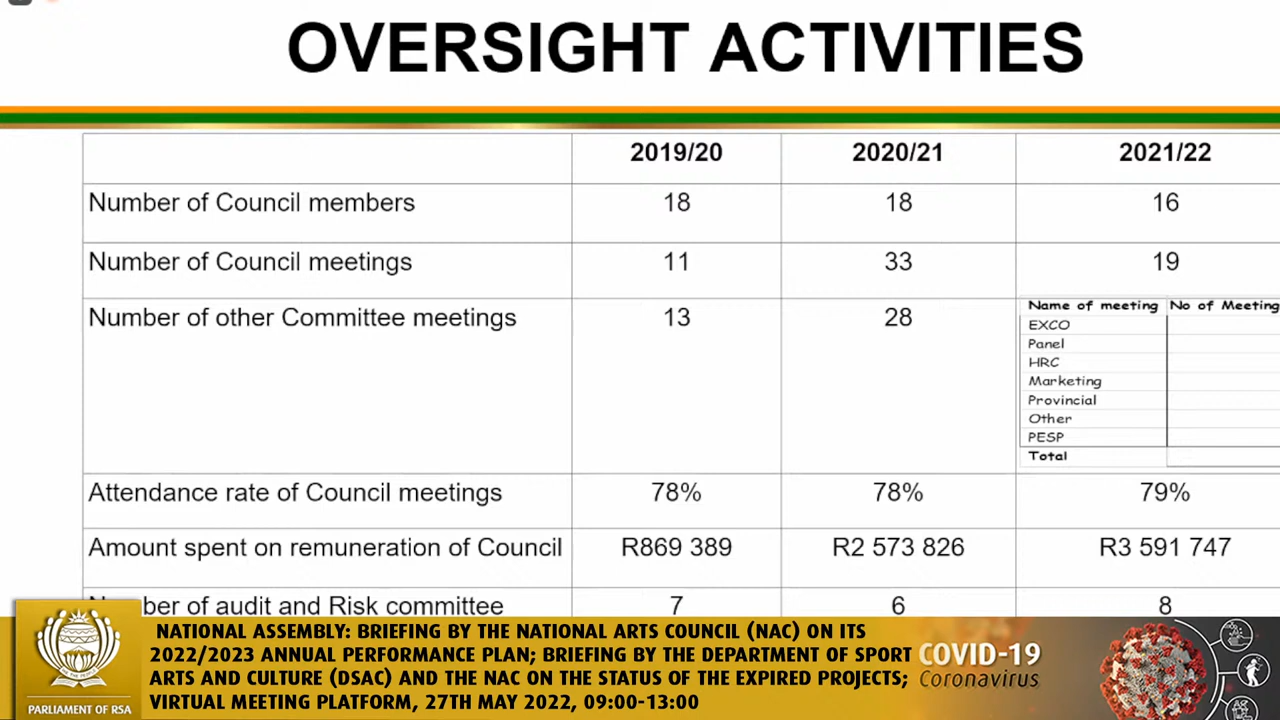 OVERSIGHT ACTIVITIES
2019/20 2020/21 2021/22
Number of Council members 18 18 16
Number of Council meetings 11 33 19
Number of other Committee meetings 13 28
Name of meeting No of Meeting
EXCO
Panel
HRC
Marketing
Provincial
Other
PESP
Total
Attendance rate of Council meetings 78% 78% 79%
Amount spent on remuneration of Council R869 389 R2 573 826 R3 591 747
ber of audit and Risk committee 7 6 8
NATIONAL ASSEMBLY: BRIEFING BY THE NATIONAL ARTS COUNCIL (NAC) ON ITS
2022/2023 ANNUAL PERFORMANCE PLAN; BRIEFING BY THE DEPARTMENT OF SPORT
ARTS AND CULTURE (DSAC) AND THE NAC ON THE STATUS OF THE EXPIRED PROJECTS;
VIRTUAL MEETING PLATFORM, 27TH MAY 2022, 09:00-13:00
PARLIAMENT OF RSA
COVID-19
Coronavirus